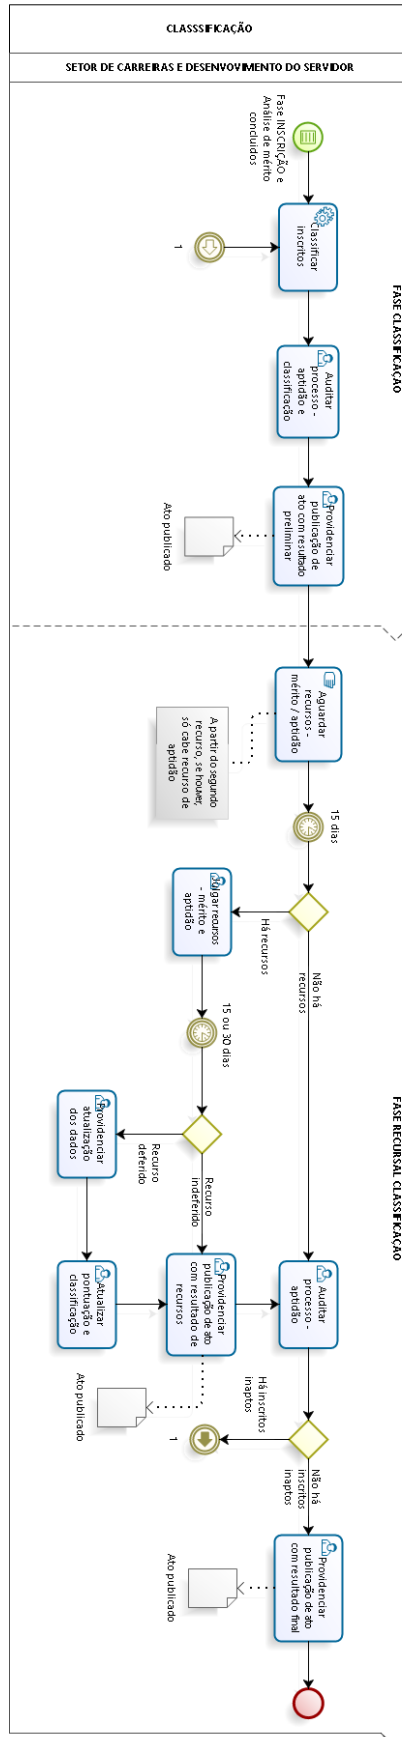 CLASSSIFICAÇÃO
SETOR DE CARREIRAS E DESENVOVIMENTO DO SERVIDOR
FASE CLASSIFICAÇÃO
Fase INSCRIÇÃO e
Análise de mérito
concluidos
Classificar
inscritos
1
Auditar
processo -
aptidão e
classificação
Providenciar
publicação de
ato com resultado
preliminar
Ato publicado
FASE RECURSAL CLASSIFICAÇÃO
Aguardar
recursos -
mérito / aptidão
A partir do segundo
recurso, se houver,
só cabe recurso de
aptidão
15 dias
Há recursos
Não há
recursos
Julgar recursos
- mérito e
aptidão
15 ou 30 dias
Recurso
deferido
Recurso
indeferido
Providenciar
atualização
dos dados
Atualizar
pontuação e
classificação
Providenciar
publicação de ato
com resultado de
recursos
Ato publicado
Auditar
processo -
aptidão
Há inscritos
inaptos
1
Não há
inscritos
inaptos
Providenciar
publicação de ato
com resultado final
Ato publicado